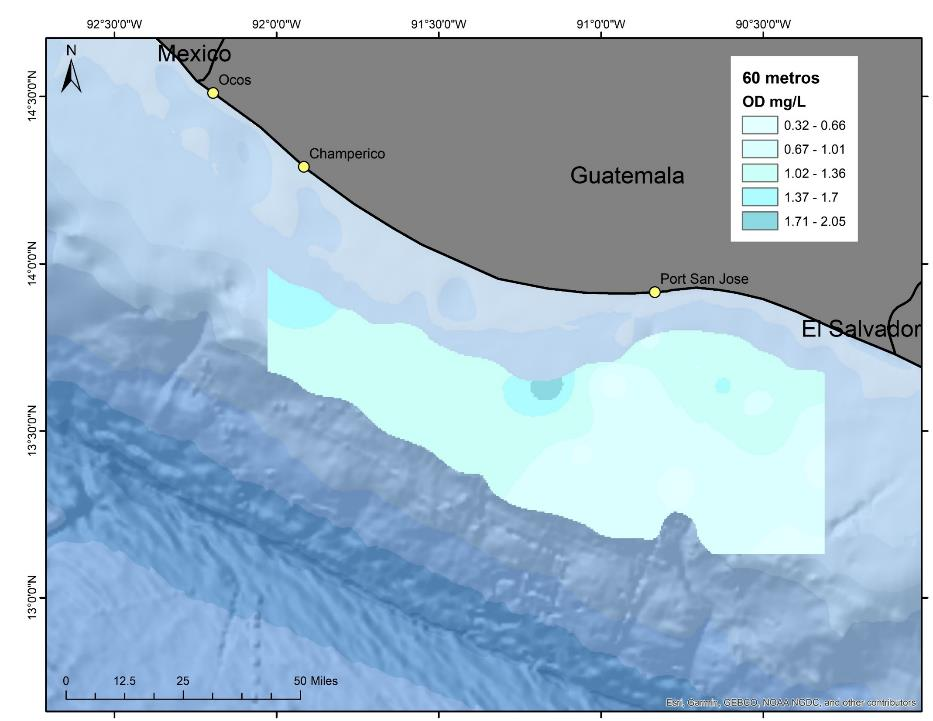 92°30'0"W
92°0'0"W
91°30'0"W
91°0'0"W
90°30'0"W
N
Mexico
Ocos
Champerico
Guatemala
Port San Jose
El Salvador
60 metros
OD mg/L
0.32 - 0.66
0.67 - 1.01
1.02 - 1.36
1.37 - 1.7
1.71 - 2.05
14°30'0"N
14°0'0"N
13°30'0"N
13°0'0"N
0 12.5 25 50 Miles
Esri, Garmin, GEBCO, NOAA NGDC, and other contributors